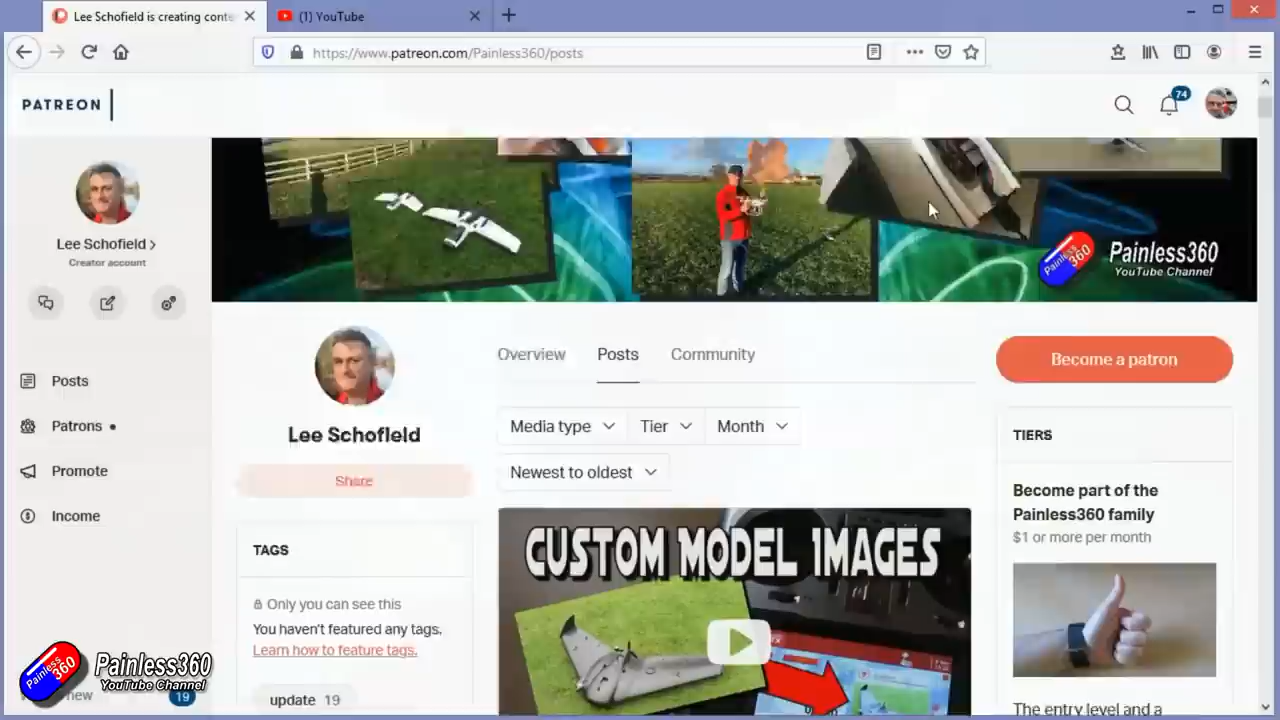 Lee Schofield is creating conte
(1) YouTube
https://www.patreon.com/Painless360/posts
PATREON
74
Lee Schofield
Creator account
Painless360
Painless360
YouTube Channel
Posts
Patrons
Promote
Income
Lee Schofield
Share
Overview
Posts
Community
Become a patron
Media type
Tier
Month
Newest to oldest
TAGS
Only you can see this
You haven't featured any tags.
Learn how to feature tags.
update 19
CUSTOM MODEL IMAGES
TIERS
Become part of the
Painless360 family
$1 or more per month
The entry level and a
Painless360
Painless360
YouTube Channel
19